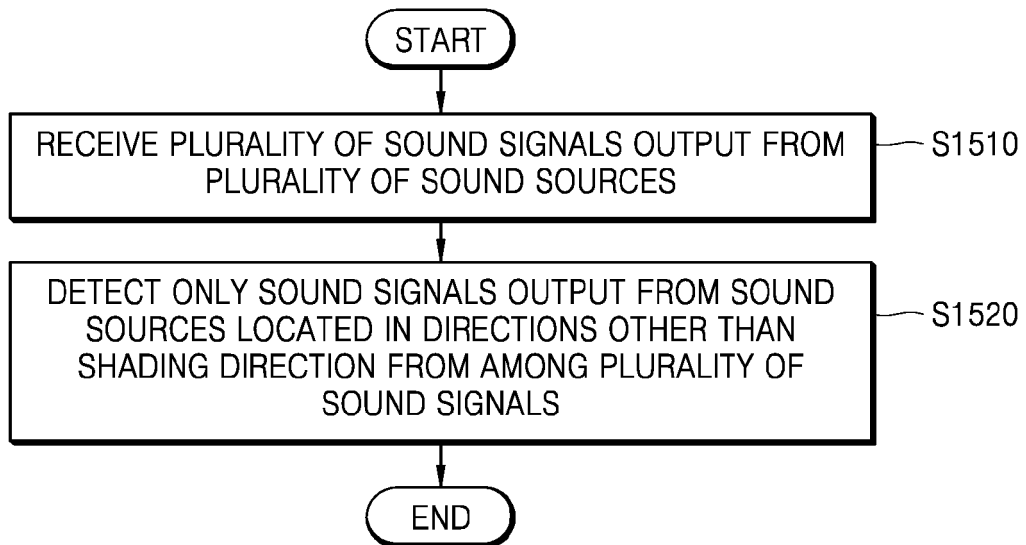 START
RECEIVE PLURALITY OF SOUND SIGNALS OUTPUT FROM
PLURALITY OF SOUND SOURCES
S1510
DETECT ONLY SOUND SIGNALS OUTPUT FROM SOUND
SOURCES LOCATED IN DIRECTIONS OTHER THAN
SHADING DIRECTION FROM AMONG PLURALITY OF
SOUND SIGNALS
S1520
END